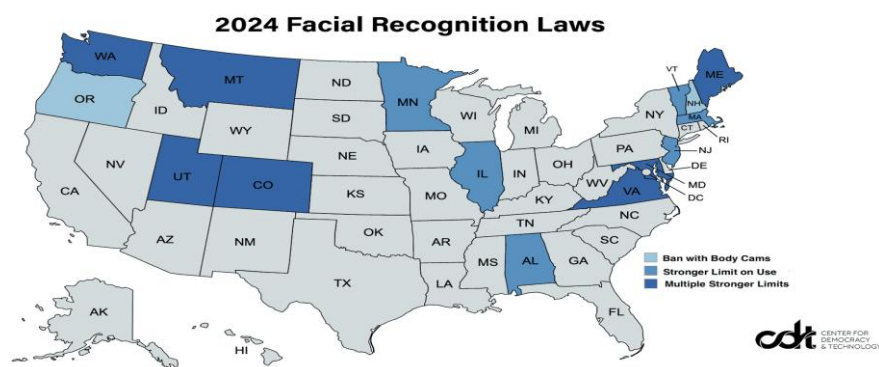 2024 Facial Recognition Laws
WA
MT
ND
MN
VT
ME
OR
ID
WY
SD
WI
MI
NY
NH
MA
CT
RI
NV
UT
CO
NE
IA
IL
IN
OH
PA
NJ
DE
CA
KS
MO
WV
VA
MD
DC
KY
AZ
NM
OK
AR
TN
NC
SC
MS
AL
GA
TX
LA
FL
AK
HI
Ban with Body Cams
Stronger Limit on Use
Multiple Stronger Limits
cdt
CENTER FOR
DEMOCRACY
& TECHNOLOGY